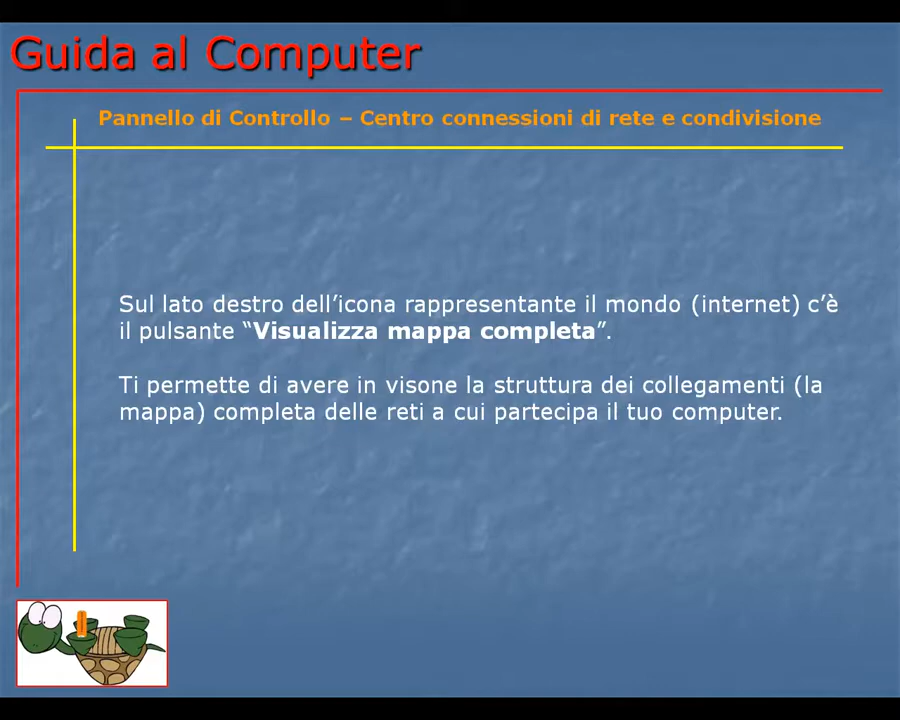 Guida al Computer
Pannello di Controllo – Centro connessioni di rete e condivisione
Sul lato destro dell’icona rappresentante il mondo (internet) c’è
il pulsante “Visualizza mappa completa”.
Ti permette di avere in visone la struttura dei collegamenti (la
mappa) completa delle reti a cui partecipa il tuo computer.